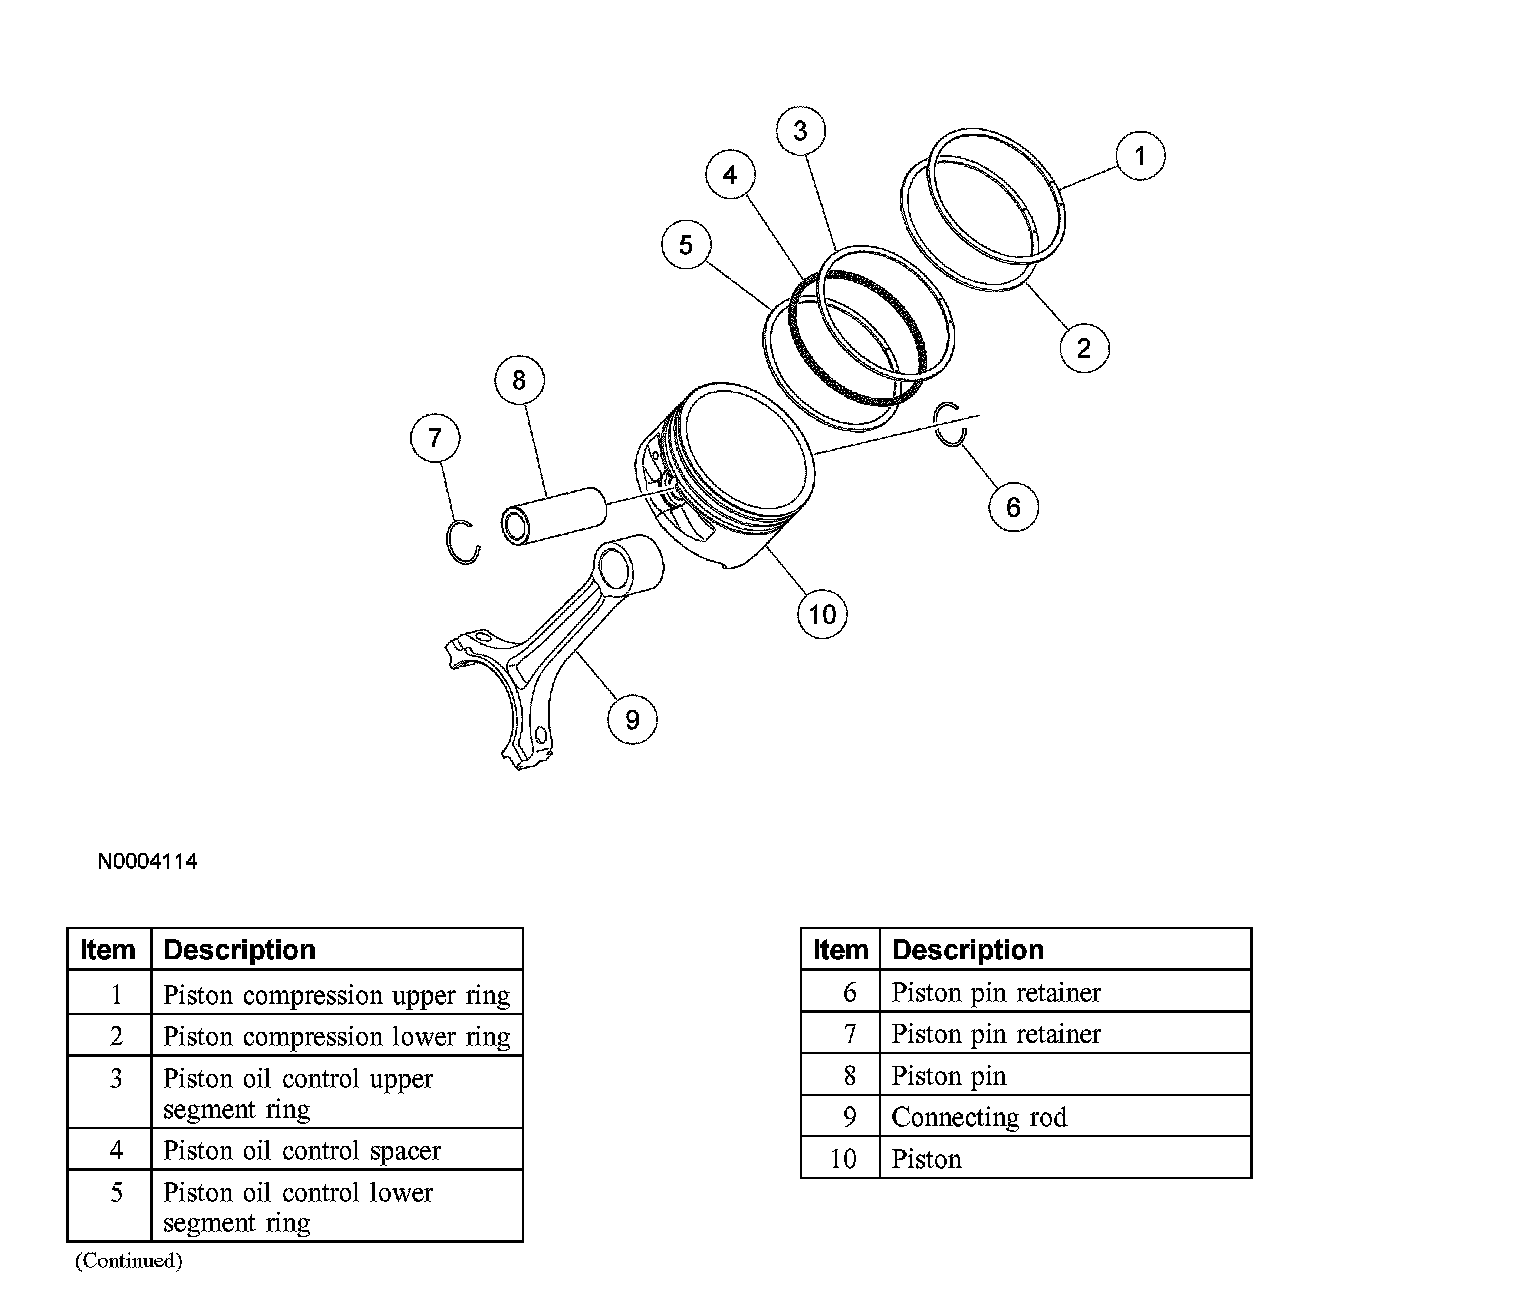 3
1
4
5
2
8
7
6
10
9
N0004114
Item Description
1 Piston compression upper ring
2 Piston compression lower ring
3 Piston oil control upper
segment ring
4 Piston oil control spacer
5 Piston oil control lower
segment ring
(Continued)
Item Description
6 Piston pin retainer
7 Piston pin retainer
8 Piston pin
9 Connecting rod
10 Piston